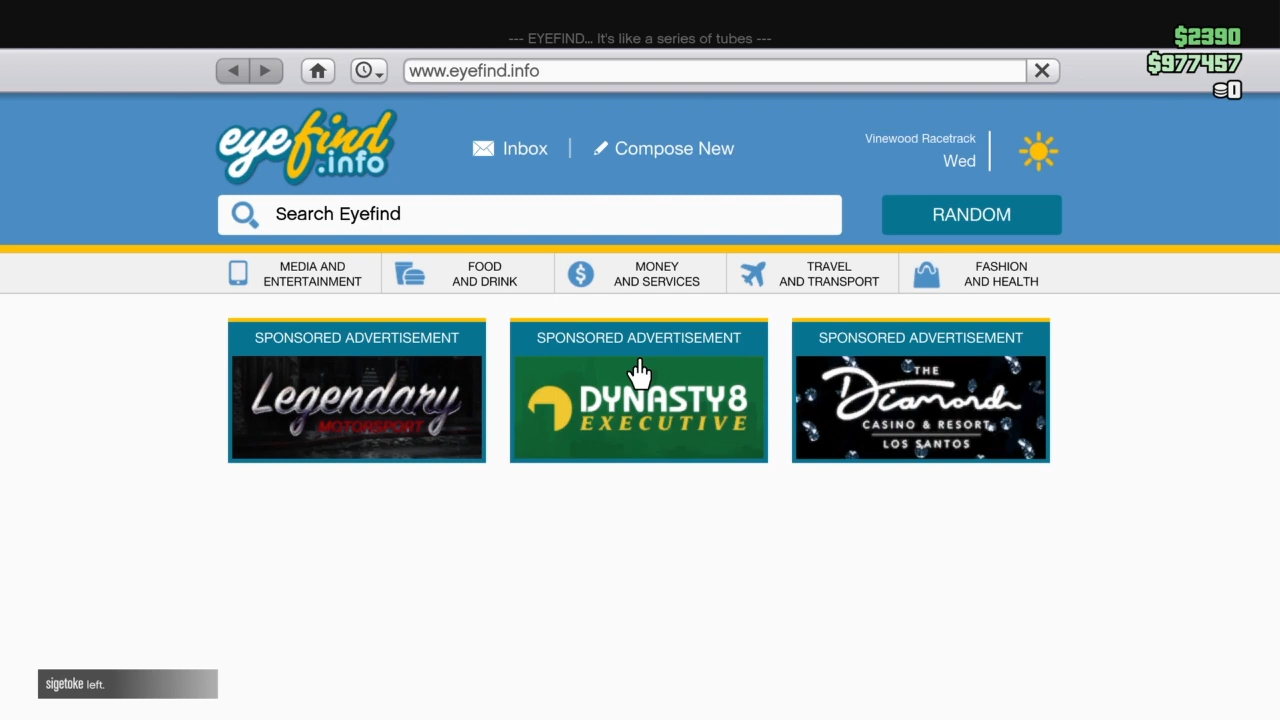 --- EYEFIND... It's like a series of tubes ---
$2390
$977457
0
www.eyefind.info
eyefind
.info
Inbox
Compose New
Vinewood Racetrack
Wed
Search Eyefind
RANDOM
MEDIA AND
ENTERTAINMENT
FOOD
AND DRINK
MONEY
AND SERVICES
TRAVEL
AND TRANSPORT
FASHION
AND HEALTH
SPONSORED ADVERTISEMENT
Legendary
MOTORSPORT
SPONSORED ADVERTISEMENT
DYNASTY8
EXECUTIVE
SPONSORED ADVERTISEMENT
THE
Diamond
CASINO & RESORT
LOS SANTOS
sigetoke left.